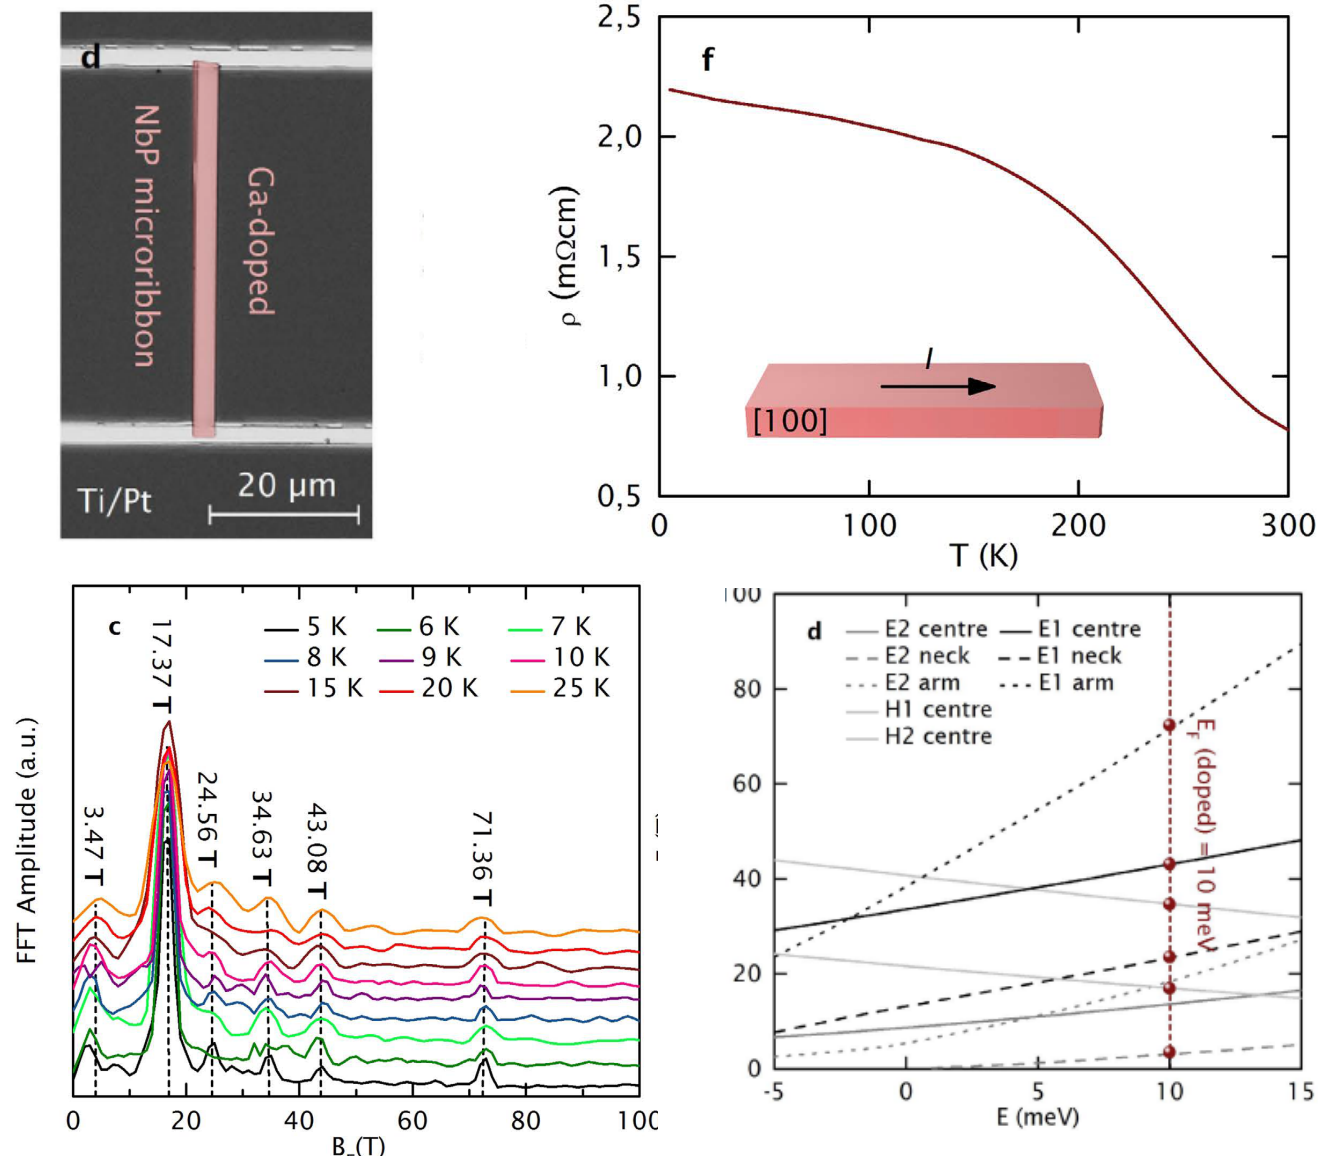 d
NbP microribbon
Ga-doped
Ti/Pt
20 µm
f
2,5
2,0
1,5
1,0
0,5
ρ (mΩcm)
I
[100]
0
100
200
300
T (K)
c
5 K
6 K
7 K
8 K
9 K
10 K
15 K
20 K
25 K
3.47 T
17.37 T
24.56 T
34.63 T
43.08 T
71.36 T
FFT Amplitude (a.u.)
0
20
40
60
80
B (T)
d
E2 centre
E1 centre
E2 neck
E1 neck
E2 arm
E1 arm
H1 centre
H2 centre
80
60
40
20
0
-5
0
5
10
15
E (meV)
E_F (doped) = 10 meV